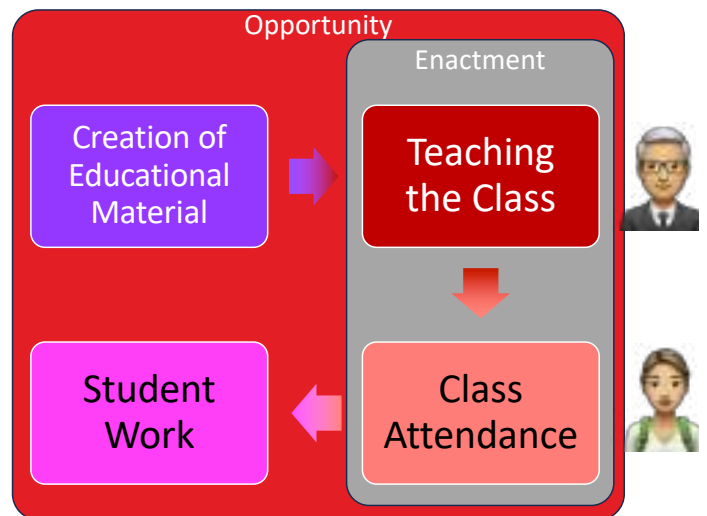 Opportunity
Enactment
Creation of
Educational
Material
Teaching
the Class
Student
Work
Class
Attendance